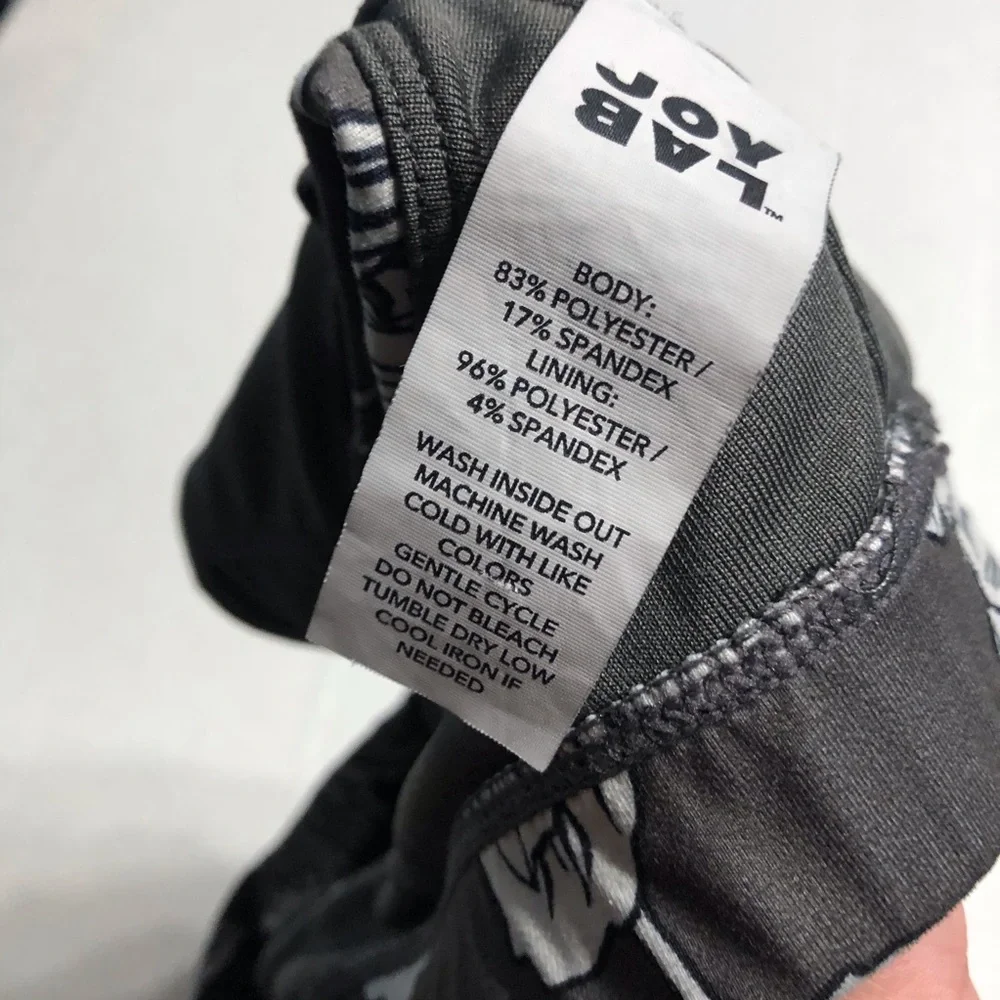 JOY
LAB™
BODY:
83% POLYESTER /
17% SPANDEX
LINING:
96% POLYESTER /
4% SPANDEX
WASH INSIDE OUT
MACHINE WASH
COLD WITH LIKE
COLORS
GENTLE CYCLE
DO NOT BLEACH
TUMBLE DRY LOW
COOL IRON IF
NEEDED